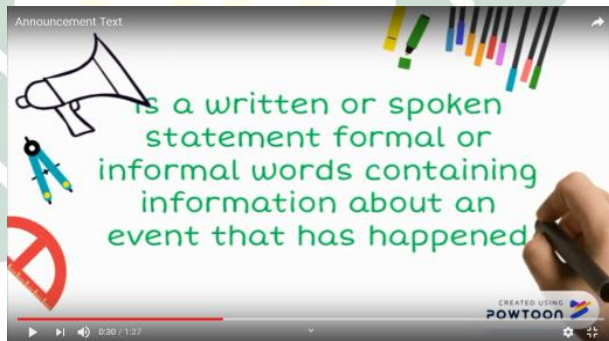 Announcement Text
is a written or spoken
statement formal or
informal words containing
information about an
event that has happened
CREATED USING
POWTOON
0:30 / 1:27